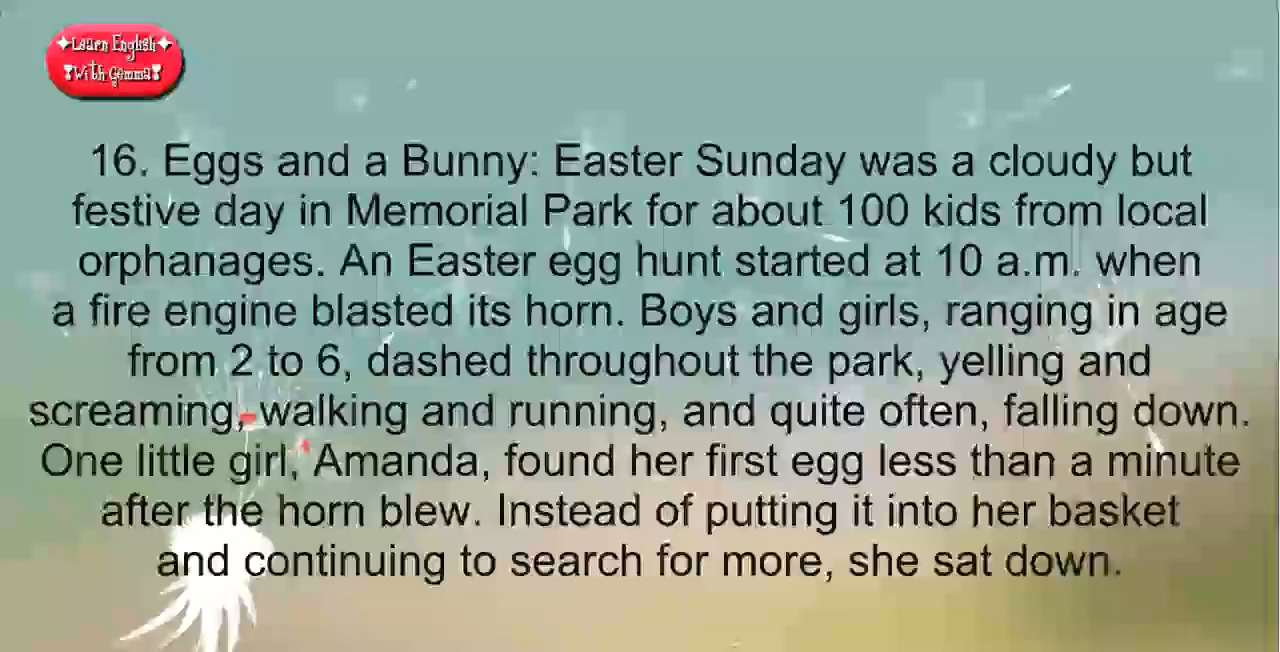 Learn English
With Gemma
16. Eggs and a Bunny: Easter Sunday was a cloudy but
festive day in Memorial Park for about 100 kids from local
orphanages. An Easter egg hunt started at 10 a.m. when
a fire engine blasted its horn. Boys and girls, ranging in age
from 2 to 6, dashed throughout the park, yelling and
screaming, walking and running, and quite often, falling down.
One little girl, Amanda, found her first egg less than a minute
after the horn blew. Instead of putting it into her basket
and continuing to search for more, she sat down.